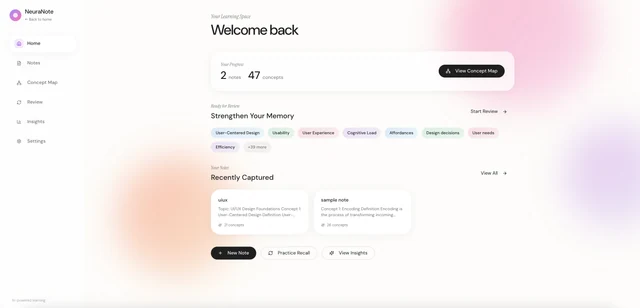 NeuraNote
← Back to home
Home
Notes
Concept Map
Review
Insights
Settings
Your Learning Space
Welcome back
Your Progress
2 notes 47 concepts
View Concept Map
Ready for Review
Strengthen Your Memory
Start Review →
User-Centered Design
Usability
User Experience
Cognitive Load
Affordances
Design decisions
User needs
Efficiency
+39 more
Your Notes
Recently Captured
View All →
uiux
Topic: UI/UX Design Foundations Concept 1:
User-Centered Design Definition User-...
21 concepts
sample note
Concept 1: Encoding Definition Encoding is
the process of transforming incoming...
26 concepts
+ New Note
Practice Recall
View Insights